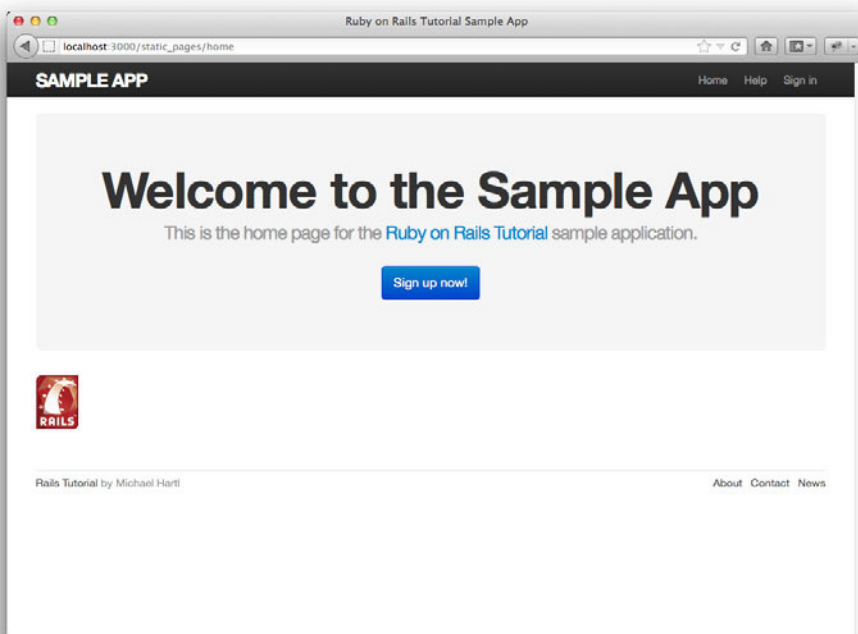 Ruby on Rails Tutorial Sample App
localhost:3000/static_pages/home
SAMPLE APP
Home Help Sign in
Welcome to the Sample App
This is the home page for the Ruby on Rails Tutorial sample application.
Sign up now!
RAILS
Rails Tutorial by Michael Hartl
About Contact News